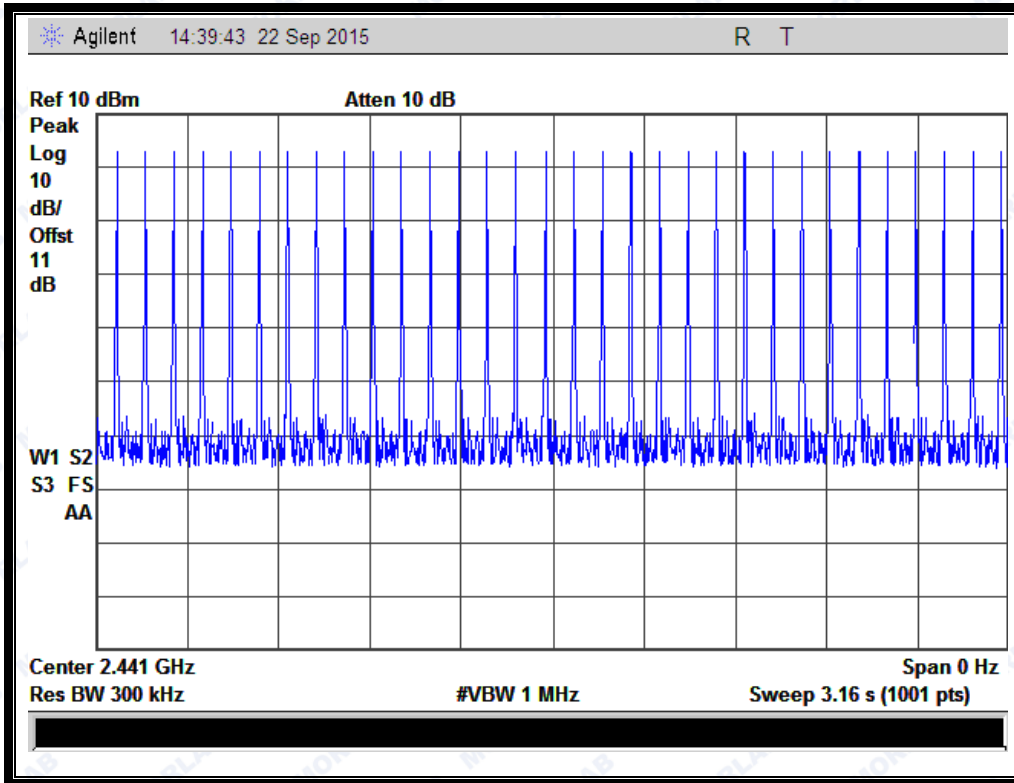 Agilent 14:39:43 22 Sep 2015 R T
Ref 10 dBm Atten 10 dB
Peak
Log
10
dB/
Offst
11
dB
W1 S2
S3 FS
AA
Center 2.441 GHz Span 0 Hz
Res BW 300 kHz #VBW 1 MHz Sweep 3.16 s (1001 pts)